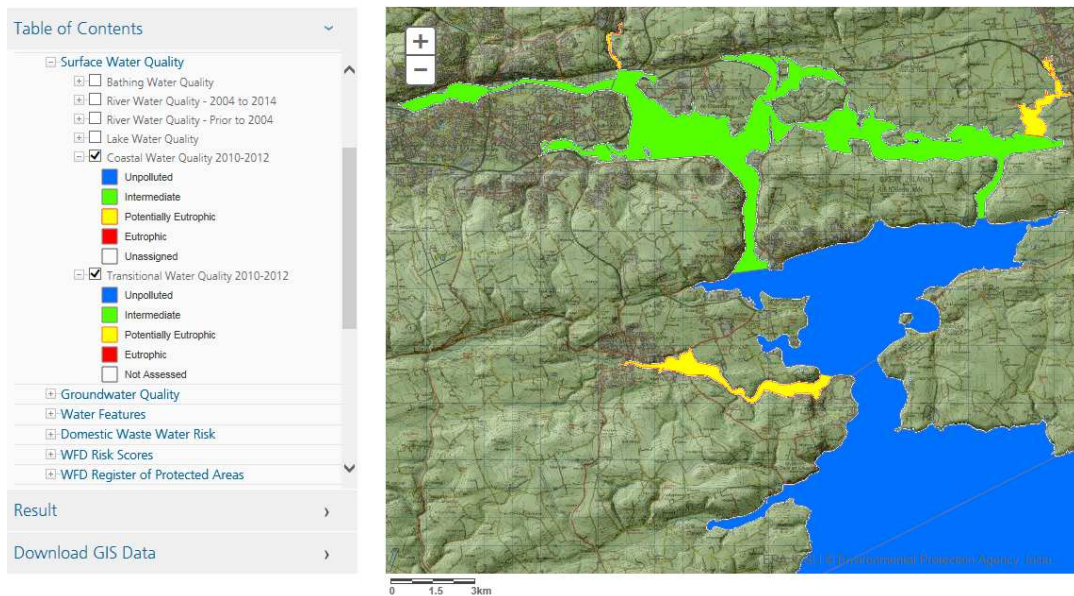 Table of Contents
Surface Water Quality
Bathing Water Quality
River Water Quality - 2004 to 2014
River Water Quality - Prior to 2004
Lake Water Quality
Coastal Water Quality 2010-2012
Unpolluted
Intermediate
Potentially Eutrophic
Eutrophic
Unassigned
Transitional Water Quality 2010-2012
Unpolluted
Intermediate
Potentially Eutrophic
Eutrophic
Not Assessed
Groundwater Quality
Water Features
Domestic Waste Water Risk
WFD Risk Scores
WFD Register of Protected Areas
Result
Download GIS Data
+
−
© Environmental Protection Agency
0 1.5 3km